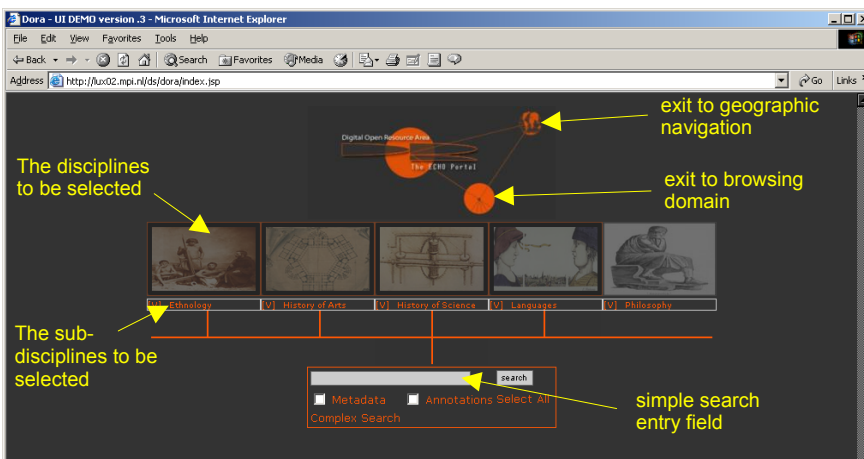 Dora - UI DEMO version .3 - Microsoft Internet Explorer
File Edit View Favorites Tools Help
Back Search Favorites Media
Address http://lux02.mpi.nl/ds/dora/index.jsp Go Links
exit to geographic
navigation
Digital Open Resource Area
The ECHO Portal
The disciplines
to be selected
exit to browsing
domain
[V] Ethnology [V] History of Arts [V] History of Science [V] Languages [V] Philosophy
The sub-
disciplines to be
selected
search
Metadata Annotations Select All
Complex Search
simple search
entry field